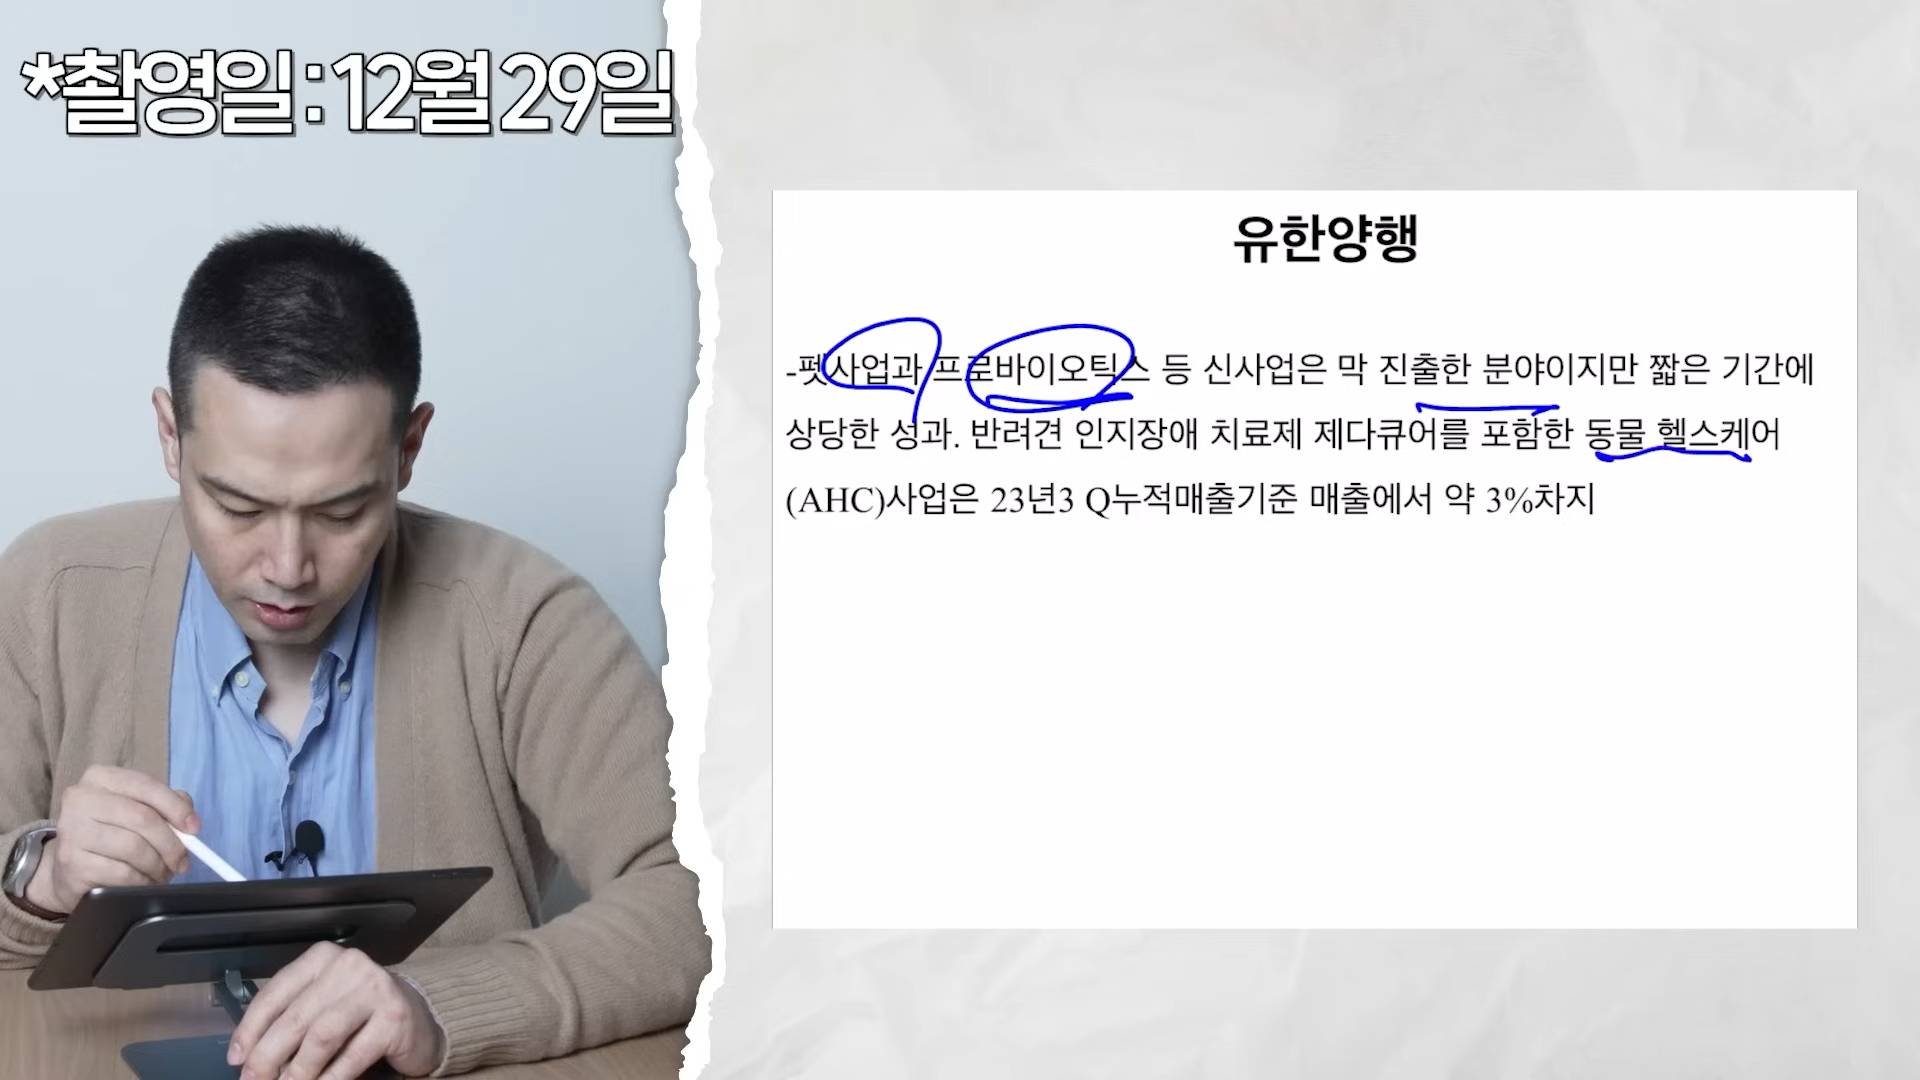 *촬영일 : 12월 29일
유한양행
-펫사업과 프로바이오틱스 등 신사업은 막 진출한 분야이지만 짧은 기간에
상당한 성과. 반려견 인지장애 치료제 제다큐어를 포함한 동물 헬스케어
(AHC)사업은 23년3 Q누적매출기준 매출에서 약 3%차지